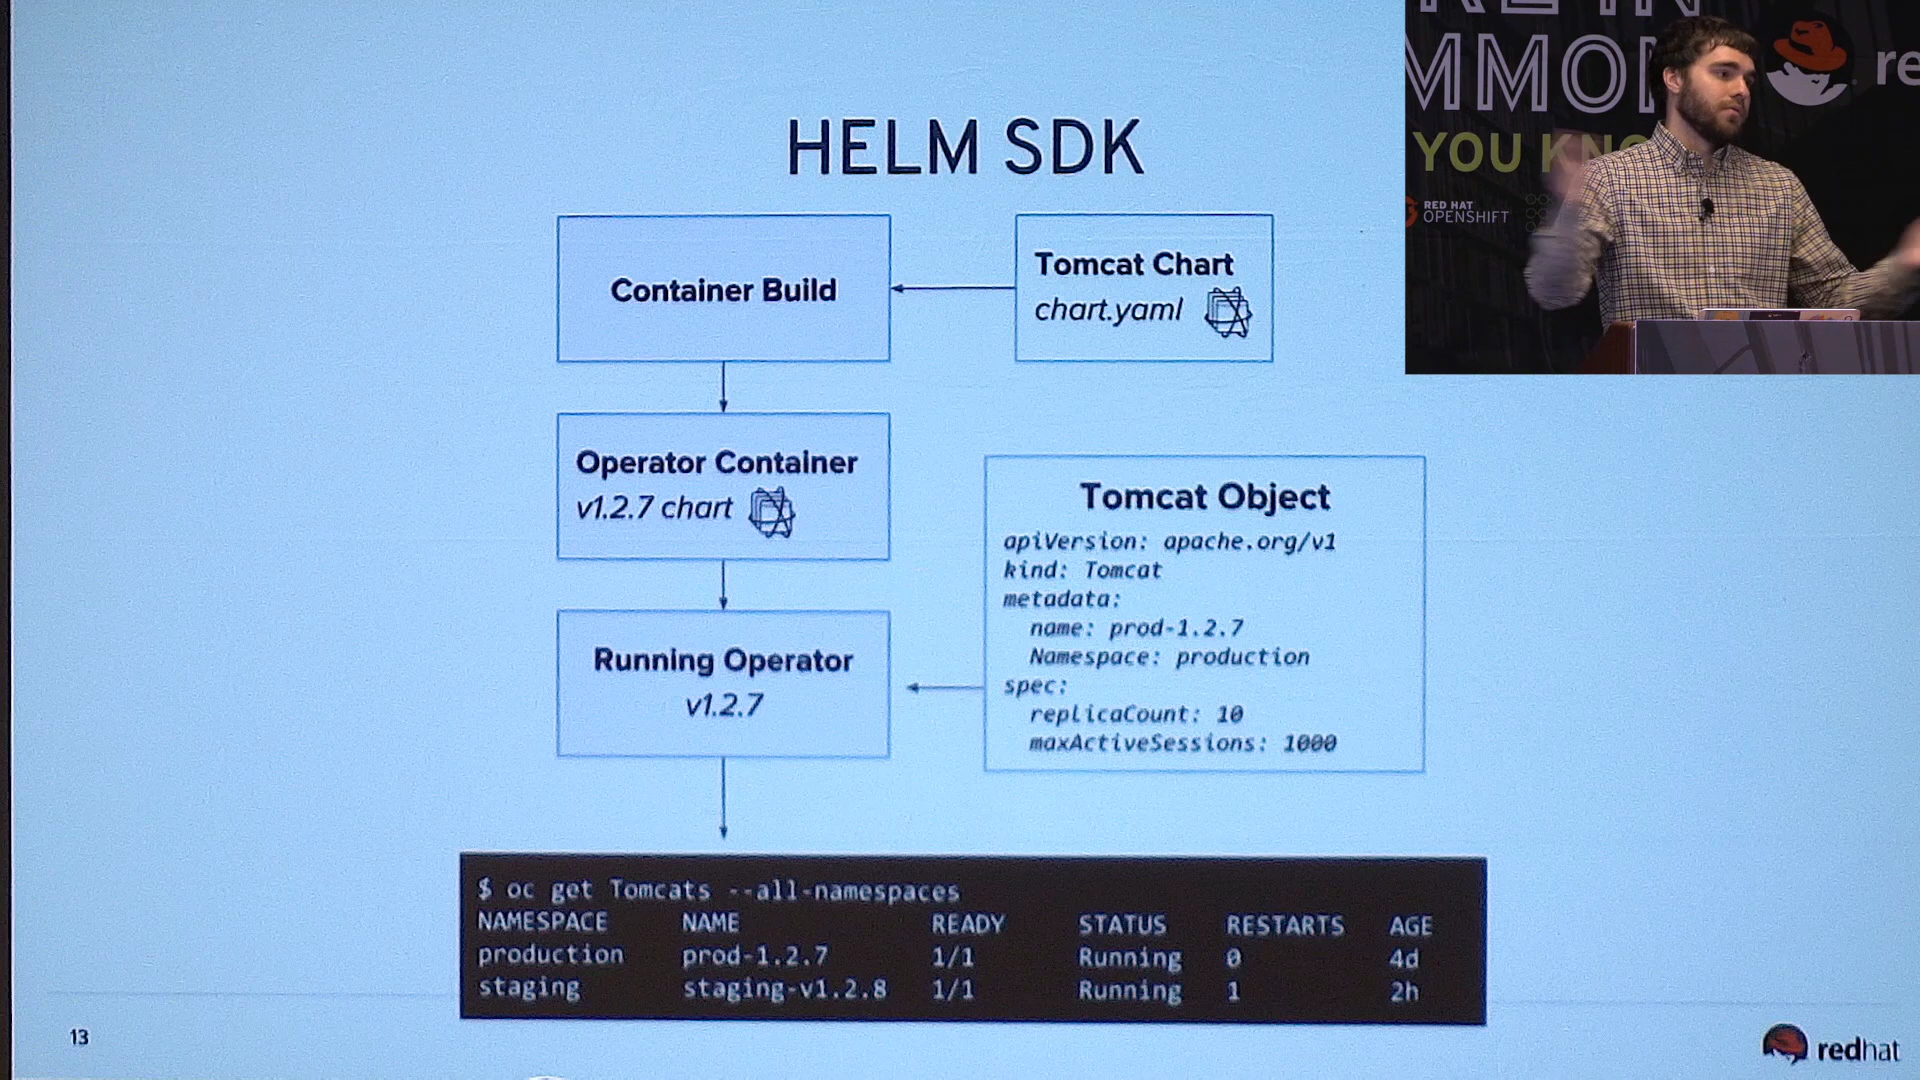 HELM SDK
Container Build
Tomcat Chart
chart.yaml
Operator Container
v1.2.7 chart
Running Operator
v1.2.7
Tomcat Object
apiVersion: apache.org/v1
kind: Tomcat
metadata:
name: prod-1.2.7
Namespace: production
spec:
replicaCount: 10
maxActiveSessions: 1000
$ oc get Tomcats --all-namespaces
NAMESPACE NAME READY STATUS RESTARTS AGE
production prod-1.2.7 1/1 Running 0 4d
staging staging-v1.2.8 1/1 Running 1 2h
13
redhat
MMO
YOU KN
RED HAT
OPENSHIFT
re